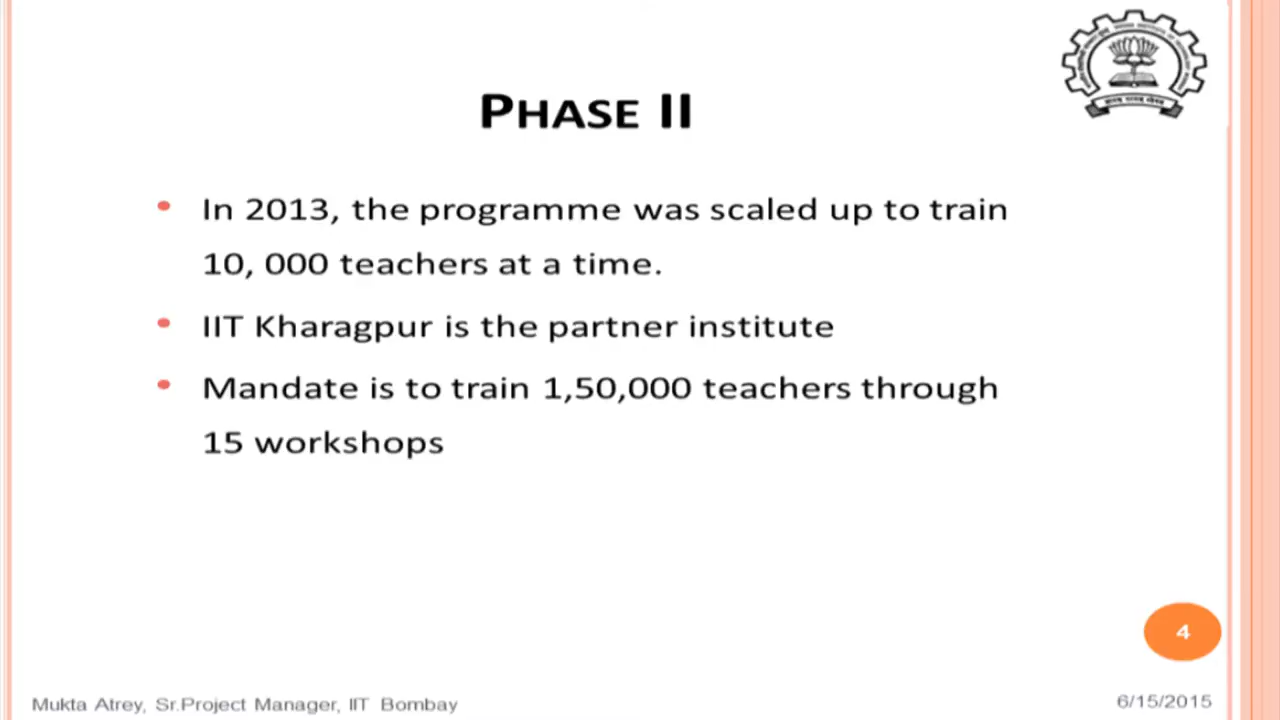 PHASE II
• In 2013, the programme was scaled up to train
10, 000 teachers at a time.
• IIT Kharagpur is the partner institute
• Mandate is to train 1,50,000 teachers through
15 workshops
4
Mukta Atrey, Sr.Project Manager, IIT Bombay
6/15/2015